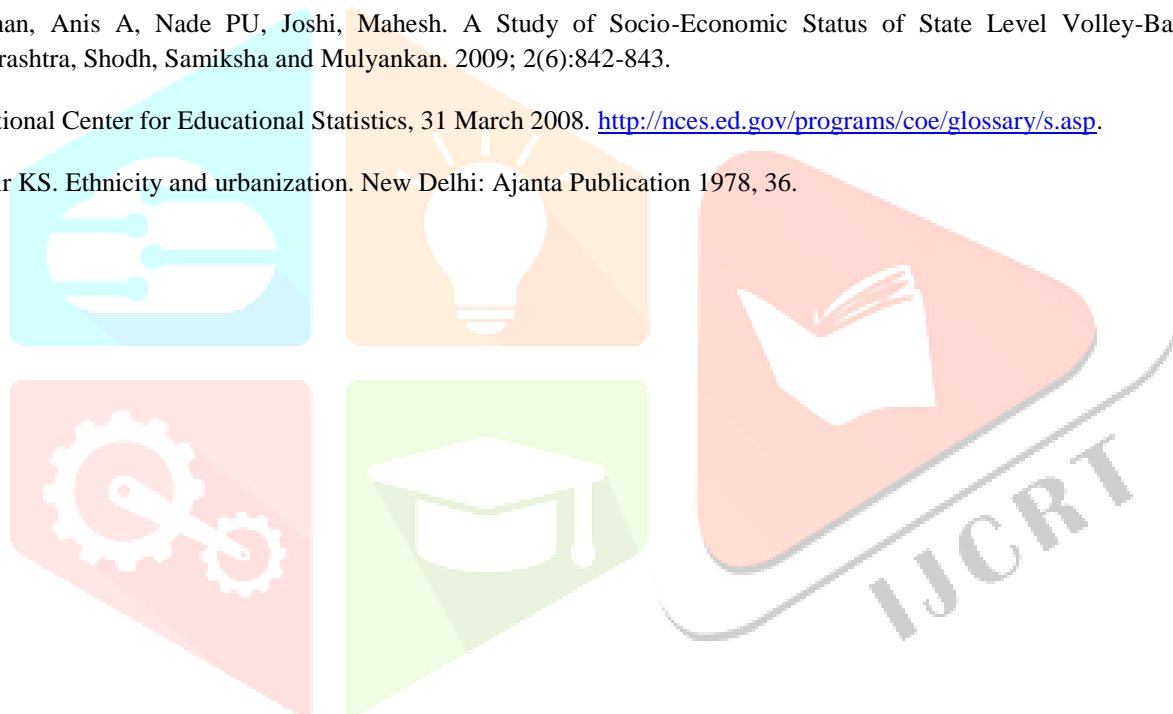 nan, Anis A, Nade PU, Joshi, Mahesh. A Study of Socio-Economic Status of State Level Volley-Ba
rashtra, Shodh, Samiksha and Mulyankan. 2009; 2(6):842-843.
tional Center for Educational Statistics, 31 March 2008. http://nces.ed.gov/programs/coe/glossary/s.asp.
r KS. Ethnicity and urbanization. New Delhi: Ajanta Publication 1978, 36.
IJCRT